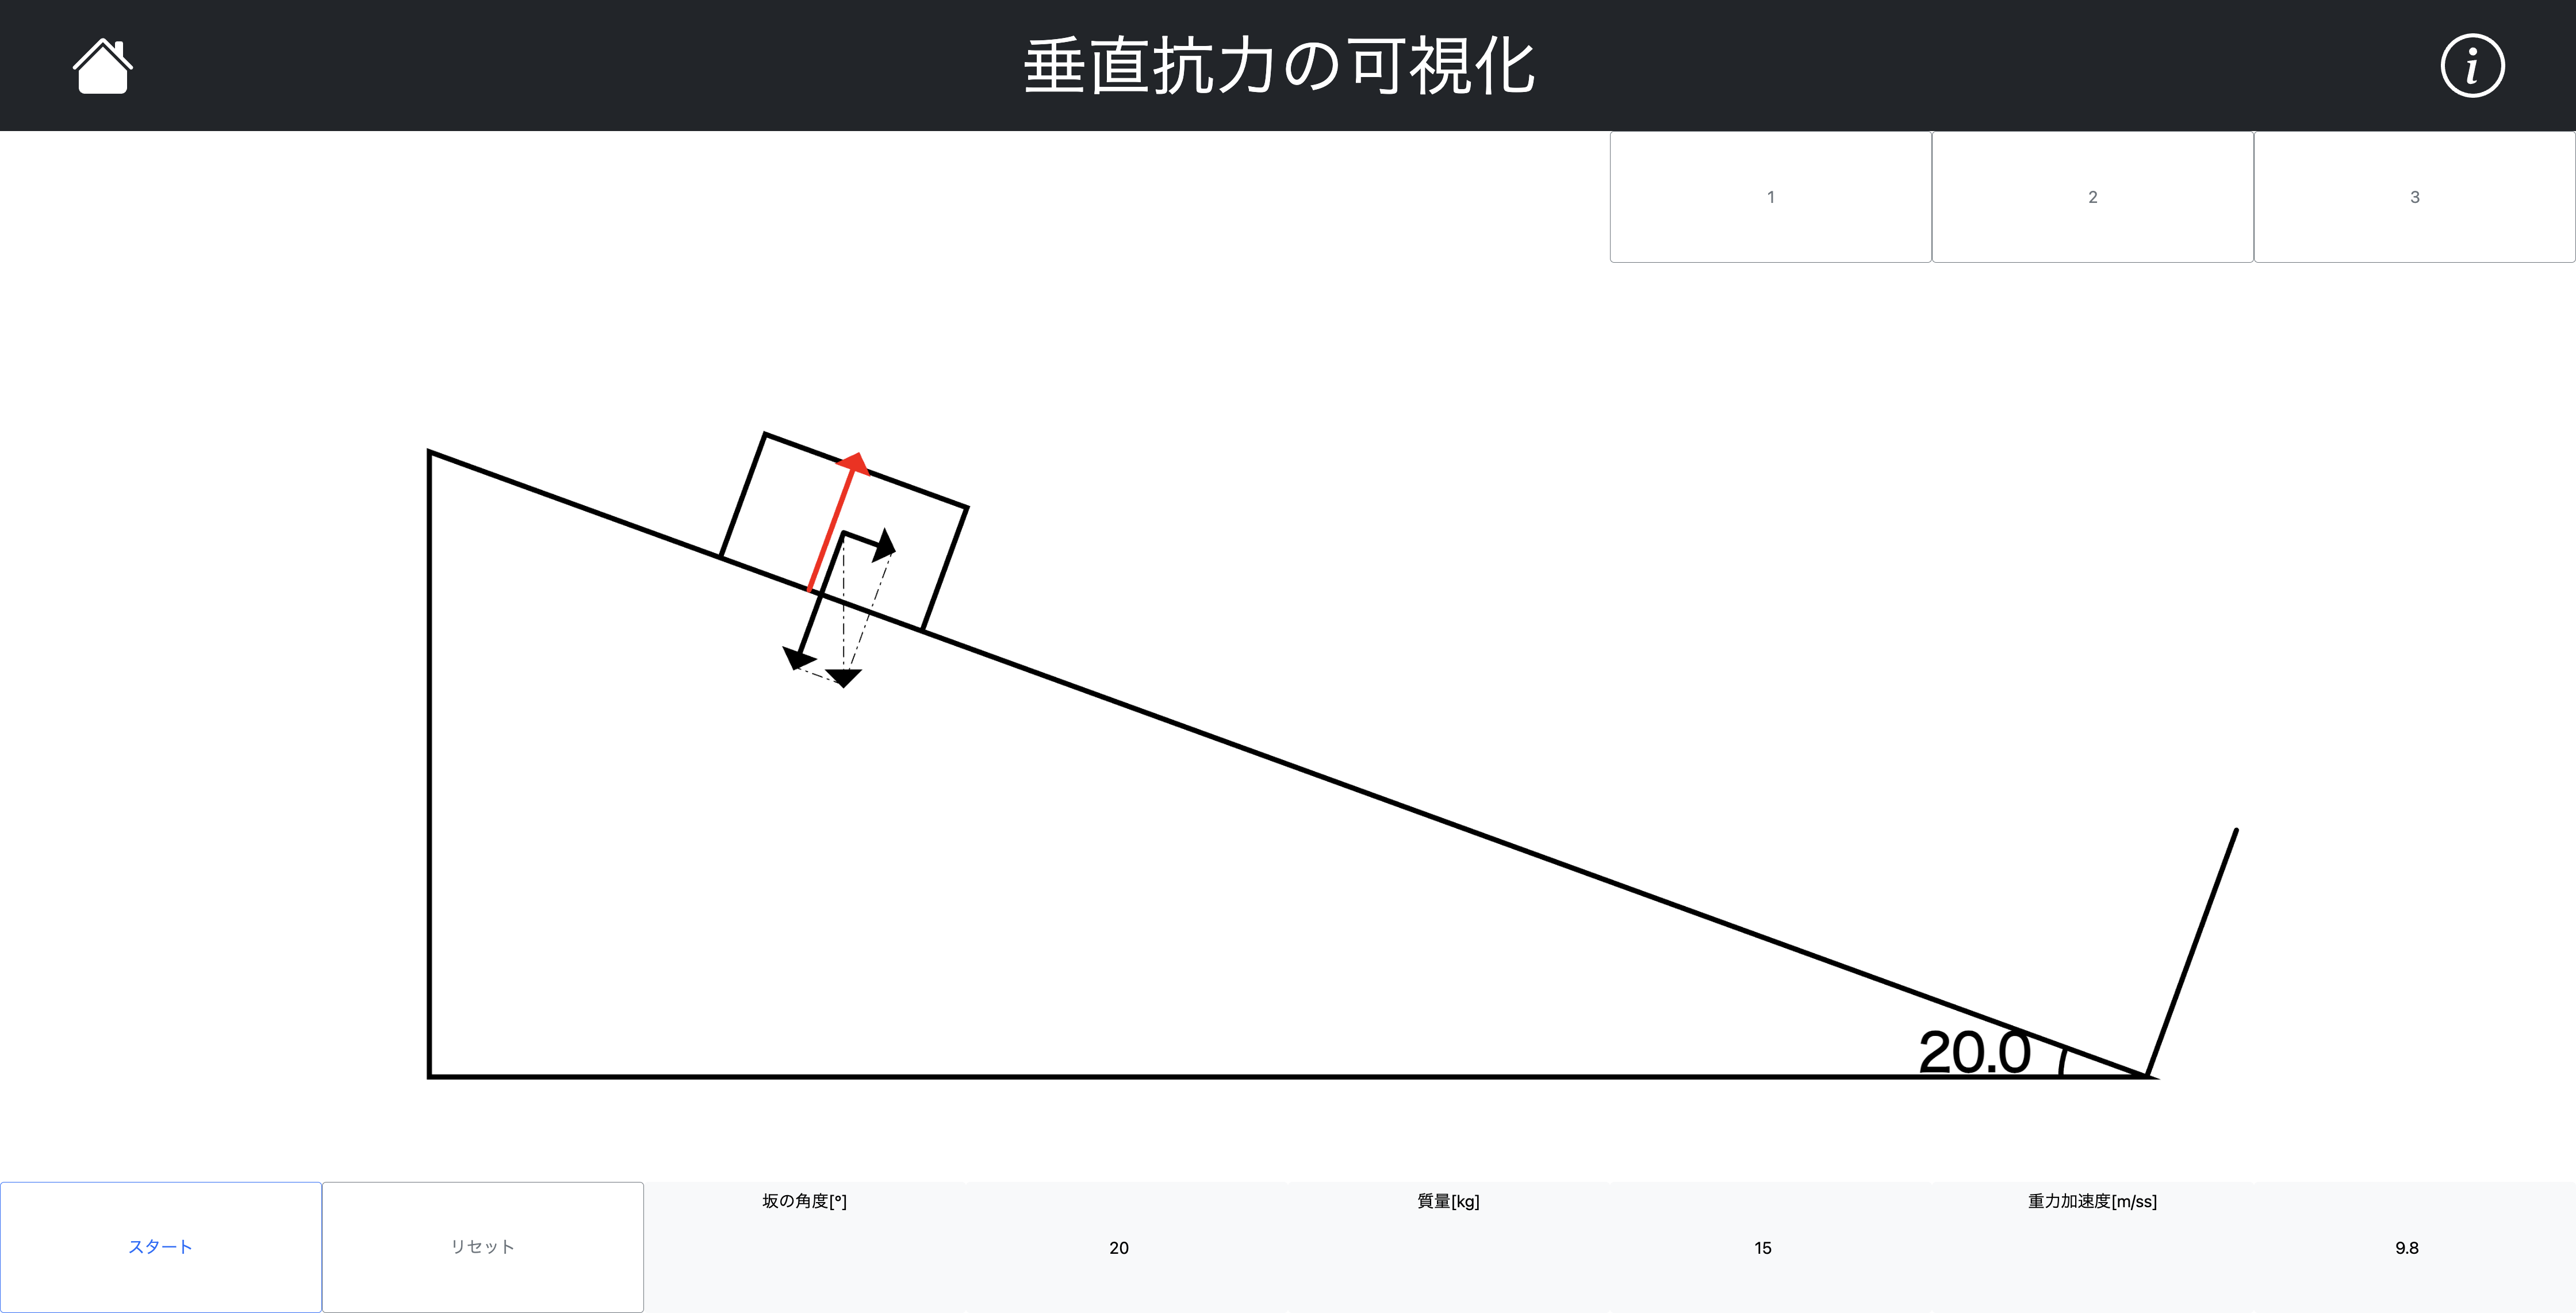 垂直抗力の可視化
i
1
2
3
20.0
スタート
リセット
坂の角度[°]
20
質量[kg]
15
重力加速度[m/ss]
9.8